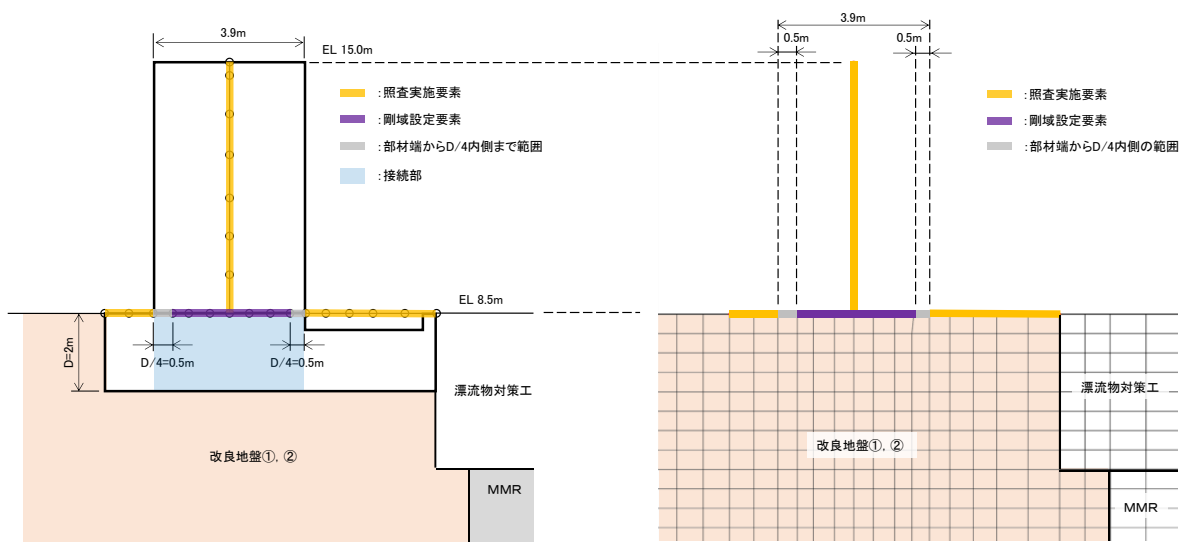 3.9m
EL 15.0m
:照査実施要素
:剛域設定要素
:部材端からD/4内側まで範囲
:接続部
EL 8.5m
D=2m
D/4=0.5m
D/4=0.5m
漂流物対策工
改良地盤①, ②
MMR
3.9m
0.5m
0.5m
:照査実施要素
:剛域設定要素
:部材端からD/4内側の範囲
漂流物対策工
改良地盤①, ②
MMR